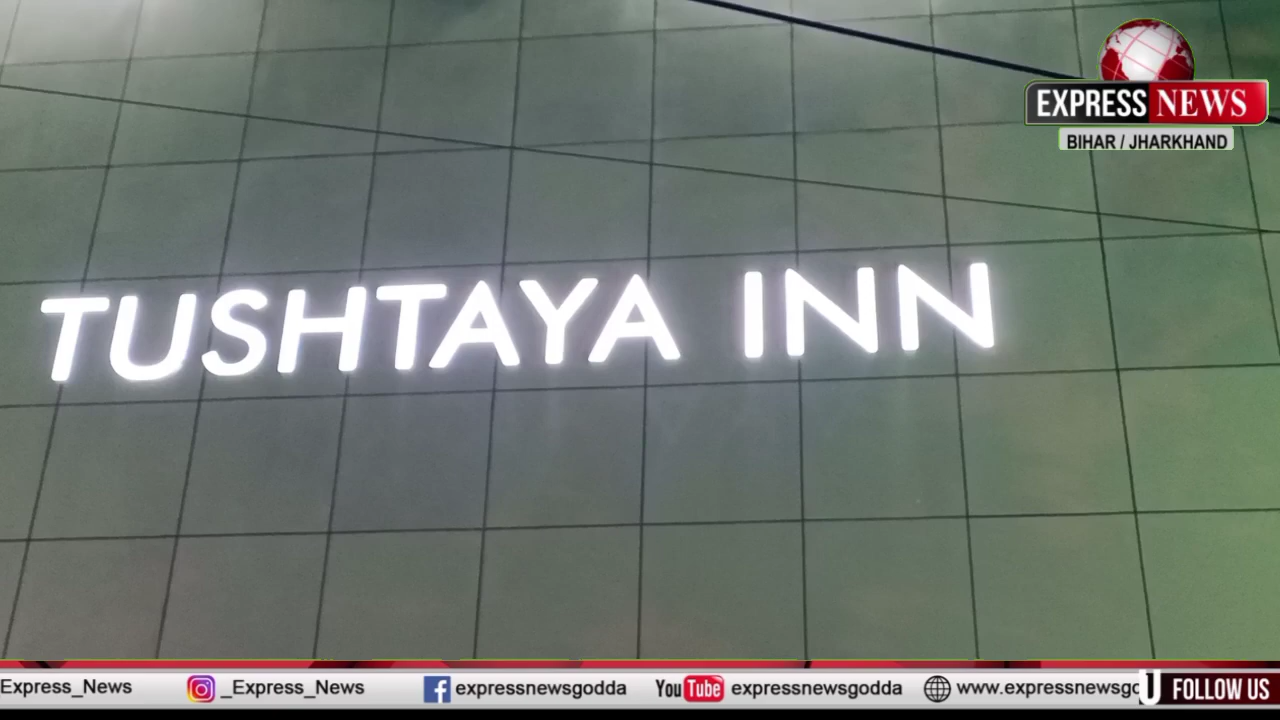 EXPRESS NEWS
BIHAR / JHARKHAND
TUSHTAYA INN
Express_News _Express_News expressnewsgodda YouTube expressnewsgodda www.expressnewsgo FOLLOW US